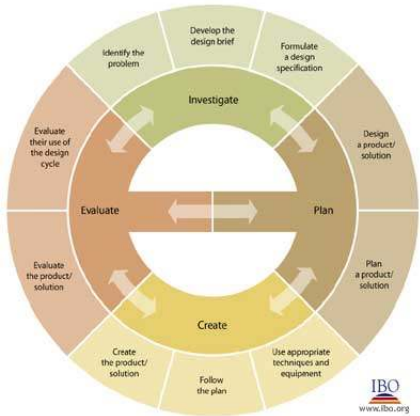 Identify the
problem
Develop the
design brief
Formulate
a design
specification
Investigate
Evaluate
their use of
the design
cycle
Design
a product/
solution
Evaluate
Plan
Evaluate
the product/
solution
Plan
a product/
solution
Create
Create
the product/
solution
Follow
the plan
Use appropriate
techniques and
equipment
IBO
www.ibo.org